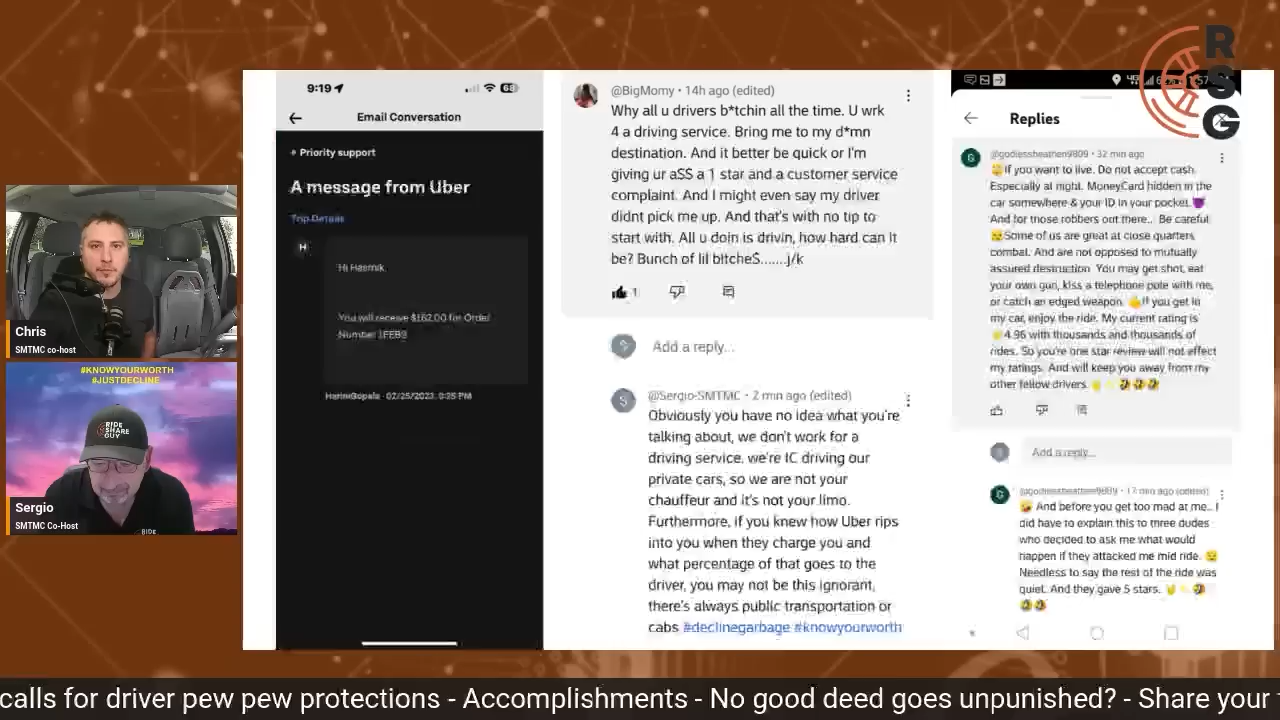 RSG
Chris
SMTMC co-host
#KNOWYOURWORTH
#JUSTDECLINE
RIDE
SHARE
GUY
RIDE
Sergio
SMTMC Co-Host
9:19
68
Email Conversation
+ Priority support
A message from Uber
Trip Details
H
Hi Hasmik,
You will receive $162.00 for Order
Number 1FEB9
02/25/2023, 0:35 PM
@BigMomy • 14h ago (edited)
Why all u drivers b*tchin all the time. U wrk
4 a driving service. Bring me to my d*mn
destination. And it better be quick or I'm
giving ur aSS a 1 star and a customer service
complaint. And I might even say my driver
didnt pick me up. And that's with no tip to
start with. All u doin is drivin, how hard can it
be? Bunch of lil bitcheS.......j/k
1
S
Add a reply...
S
@Sergio-SMTMC • 2 min ago (edited)
Obviously you have no idea what you're
talking about, we don't work for a
driving service. we're IC driving our
private cars, so we are not your
chauffeur and it's not your limo.
Furthermore, if you knew how Uber rips
into you when they charge you and
what percentage of that goes to the
driver, you may not be this ignorant,
there's always public transportation or
cabs #declinegarbage #knowyourworth
Replies
G
@godlessheathen9809 • 32 min ago
🤑If you want to live. Do not accept cash.
Especially at night. MoneyCard hidden in the
car somewhere & your ID in your pocket. 😈
And for those robbers out there.. Be careful
😉Some of us are great at close quarters
combat. And are not opposed to mutually
assured destruction. You may get shot, eat
your own gun, kiss a telephone pole with me,
or catch an edged weapon. 👍If you get in
my car, enjoy the ride. My current rating is
⭐4.96 with thousands and thousands of
rides. So you're one star review will not effect
my ratings. And will keep you away from my
other fellow drivers. 🤘⭐🤣🤣🤣
Add a reply...
G
@godlessheathen9809 • 17 min ago (edited)
🤪 And before you get too mad at me.. I
did have to explain this to three dudes
who decided to ask me what would
happen if they attacked me mid ride. 😉
Needless to say the rest of the ride was
quiet. And they gave 5 stars. 🤘⭐🤣
🤣🤣
calls for driver pew pew protections - Accomplishments - No good deed goes unpunished? - Share your